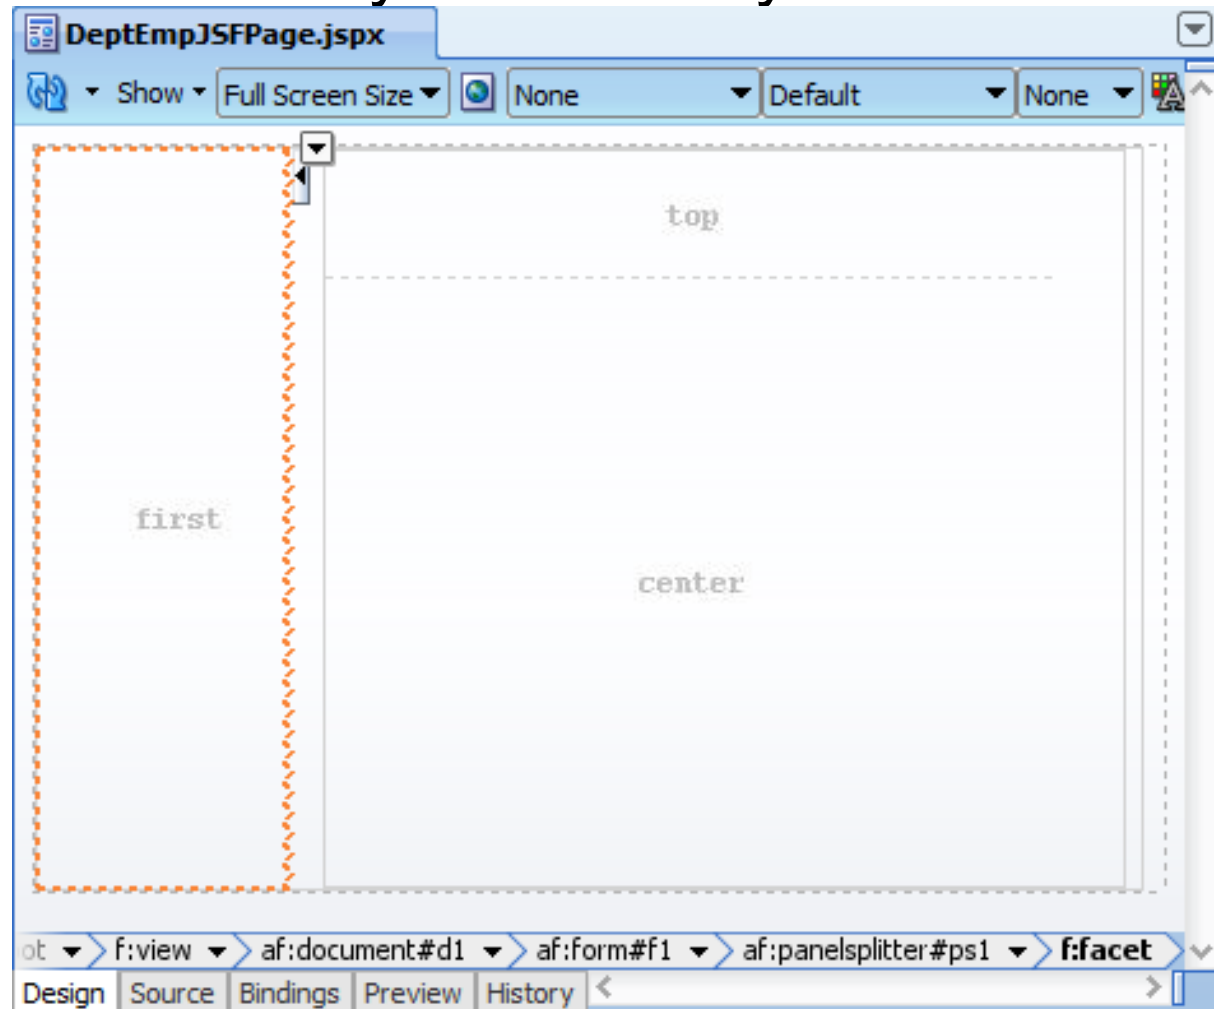 DeptEmpJSFPage.jspx
Show Full Screen Size None Default None
top
first
center
ot f:view af:document#d1 af:form#f1 af:panelsplitter#ps1 f:facet
Design Source Bindings Preview History